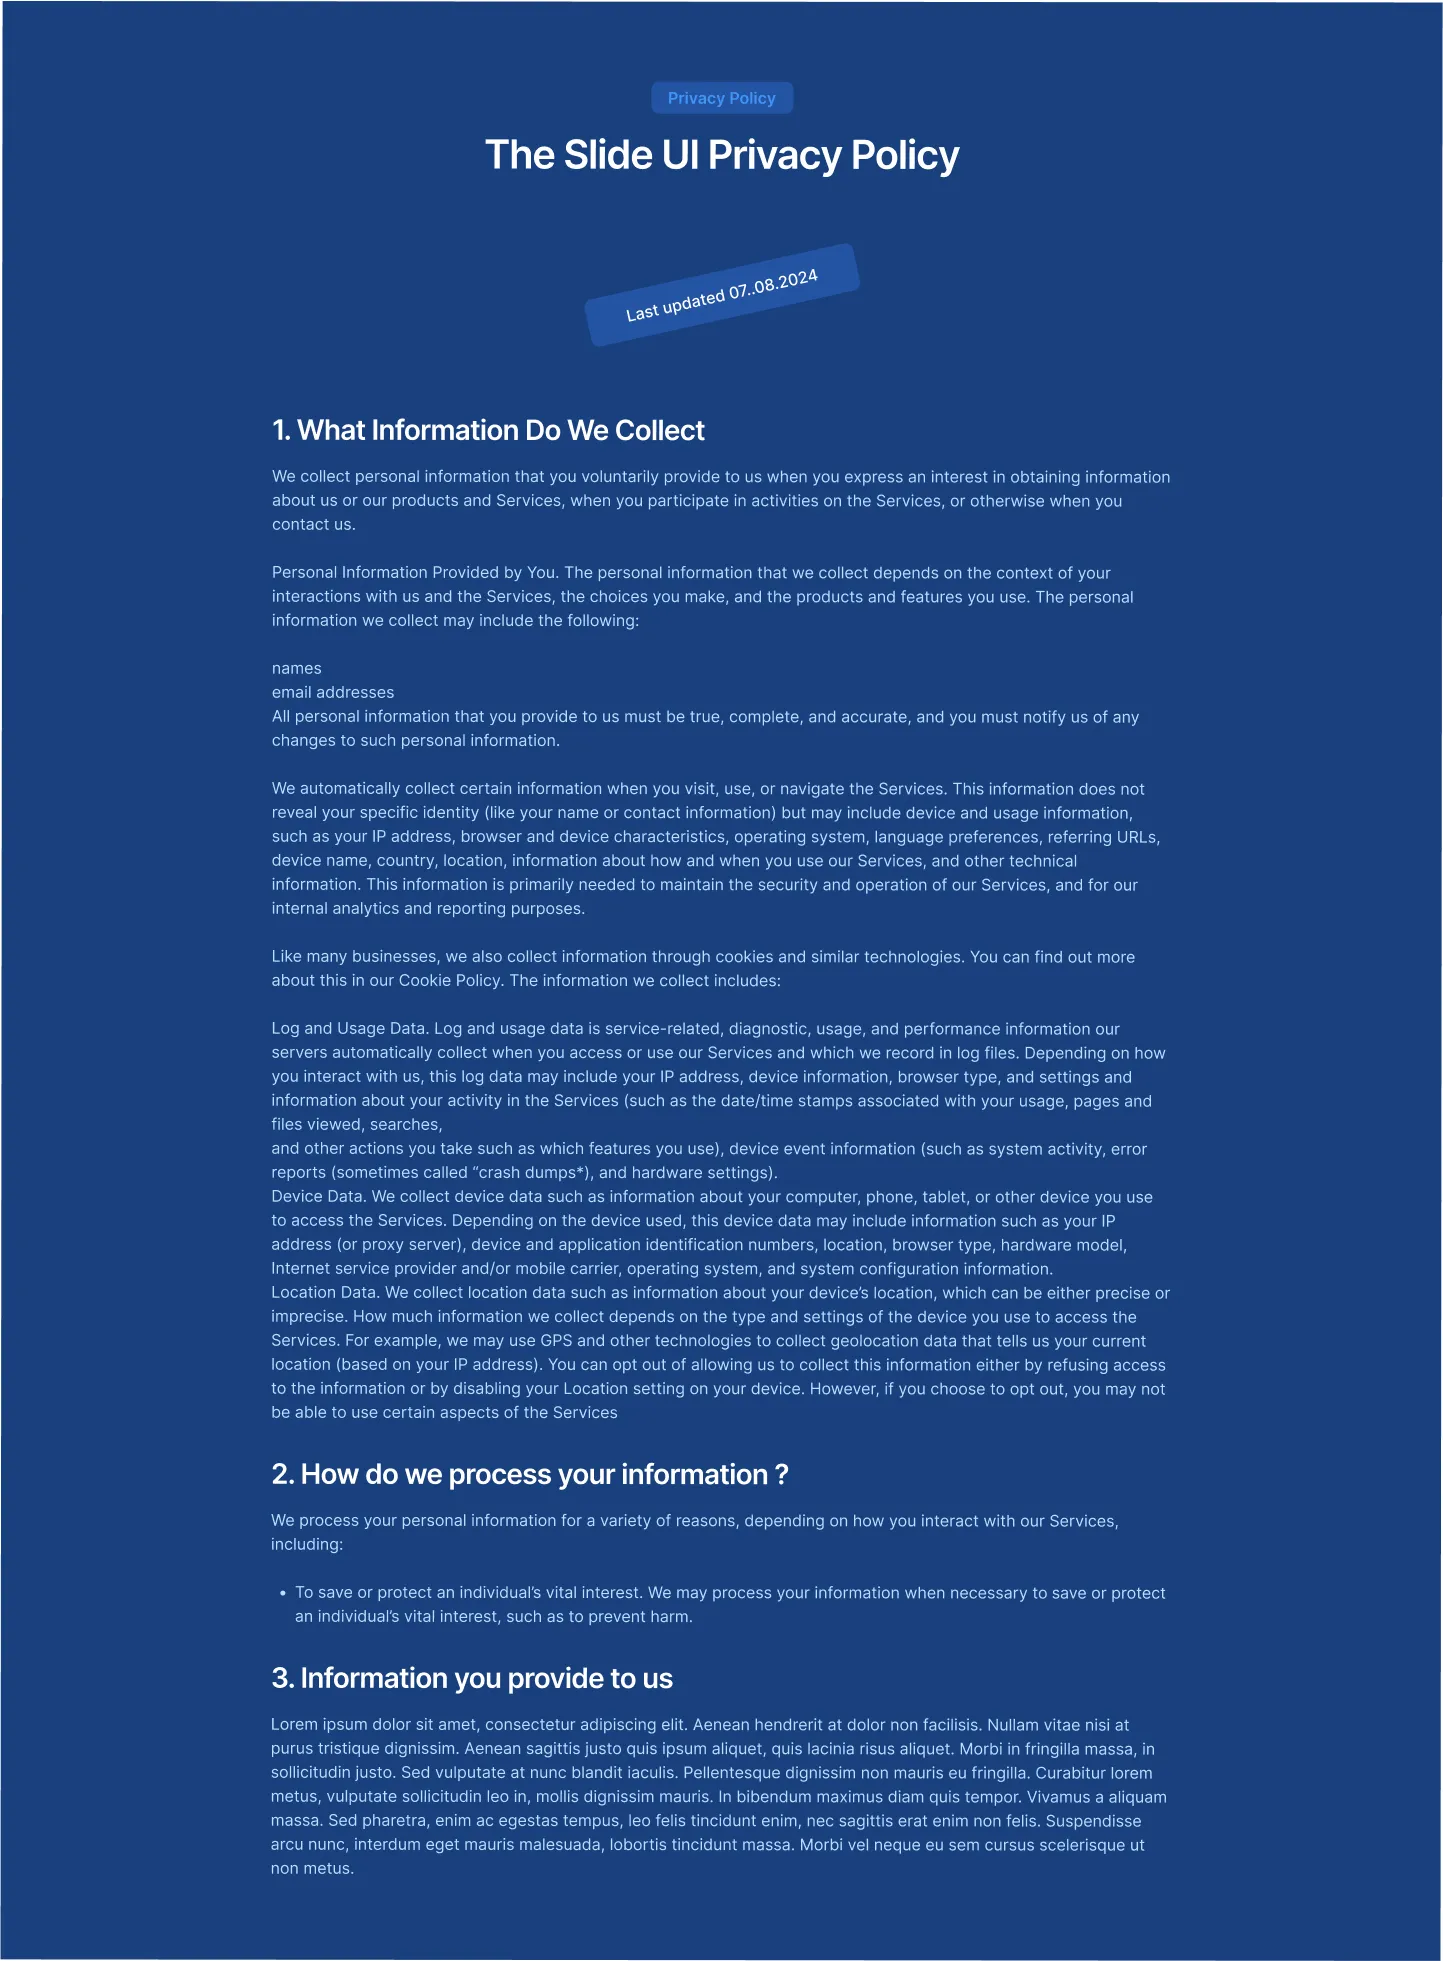 Privacy Policy
The Slide UI Privacy Policy
Last updated 07..08.2024
1. What Information Do We Collect
We collect personal information that you voluntarily provide to us when you express an interest in obtaining information
about us or our products and Services, when you participate in activities on the Services, or otherwise when you
contact us.
Personal Information Provided by You. The personal information that we collect depends on the context of your
interactions with us and the Services, the choices you make, and the products and features you use. The personal
information we collect may include the following:
names
email addresses
All personal information that you provide to us must be true, complete, and accurate, and you must notify us of any
changes to such personal information.
We automatically collect certain information when you visit, use, or navigate the Services. This information does not
reveal your specific identity (like your name or contact information) but may include device and usage information,
such as your IP address, browser and device characteristics, operating system, language preferences, referring URLs,
device name, country, location, information about how and when you use our Services, and other technical
information. This information is primarily needed to maintain the security and operation of our Services, and for our
internal analytics and reporting purposes.
Like many businesses, we also collect information through cookies and similar technologies. You can find out more
about this in our Cookie Policy. The information we collect includes:
Log and Usage Data. Log and usage data is service-related, diagnostic, usage, and performance information our
servers automatically collect when you access or use our Services and which we record in log files. Depending on how
you interact with us, this log data may include your IP address, device information, browser type, and settings and
information about your activity in the Services (such as the date/time stamps associated with your usage, pages and
files viewed, searches,
and other actions you take such as which features you use), device event information (such as system activity, error
reports (sometimes called “crash dumps*), and hardware settings).
Device Data. We collect device data such as information about your computer, phone, tablet, or other device you use
to access the Services. Depending on the device used, this device data may include information such as your IP
address (or proxy server), device and application identification numbers, location, browser type, hardware model,
Internet service provider and/or mobile carrier, operating system, and system configuration information.
Location Data. We collect location data such as information about your device’s location, which can be either precise or
imprecise. How much information we collect depends on the type and settings of the device you use to access the
Services. For example, we may use GPS and other technologies to collect geolocation data that tells us your current
location (based on your IP address). You can opt out of allowing us to collect this information either by refusing access
to the information or by disabling your Location setting on your device. However, if you choose to opt out, you may not
be able to use certain aspects of the Services
2. How do we process your information ?
We process your personal information for a variety of reasons, depending on how you interact with our Services,
including:
• To save or protect an individual’s vital interest. We may process your information when necessary to save or protect
an individual’s vital interest, such as to prevent harm.
3. Information you provide to us
Lorem ipsum dolor sit amet, consectetur adipiscing elit. Aenean hendrerit at dolor non facilisis. Nullam vitae nisi at
purus tristique dignissim. Aenean sagittis justo quis ipsum aliquet, quis lacinia risus aliquet. Morbi in fringilla massa, in
sollicitudin justo. Sed vulputate at nunc blandit iaculis. Pellentesque dignissim non mauris eu fringilla. Curabitur lorem
metus, vulputate sollicitudin leo in, mollis dignissim mauris. In bibendum maximus diam quis tempor. Vivamus a aliquam
massa. Sed pharetra, enim ac egestas tempus, leo felis tincidunt enim, nec sagittis erat enim non felis. Suspendisse
arcu nunc, interdum eget mauris malesuada, lobortis tincidunt massa. Morbi vel neque eu sem cursus scelerisque ut
non metus.